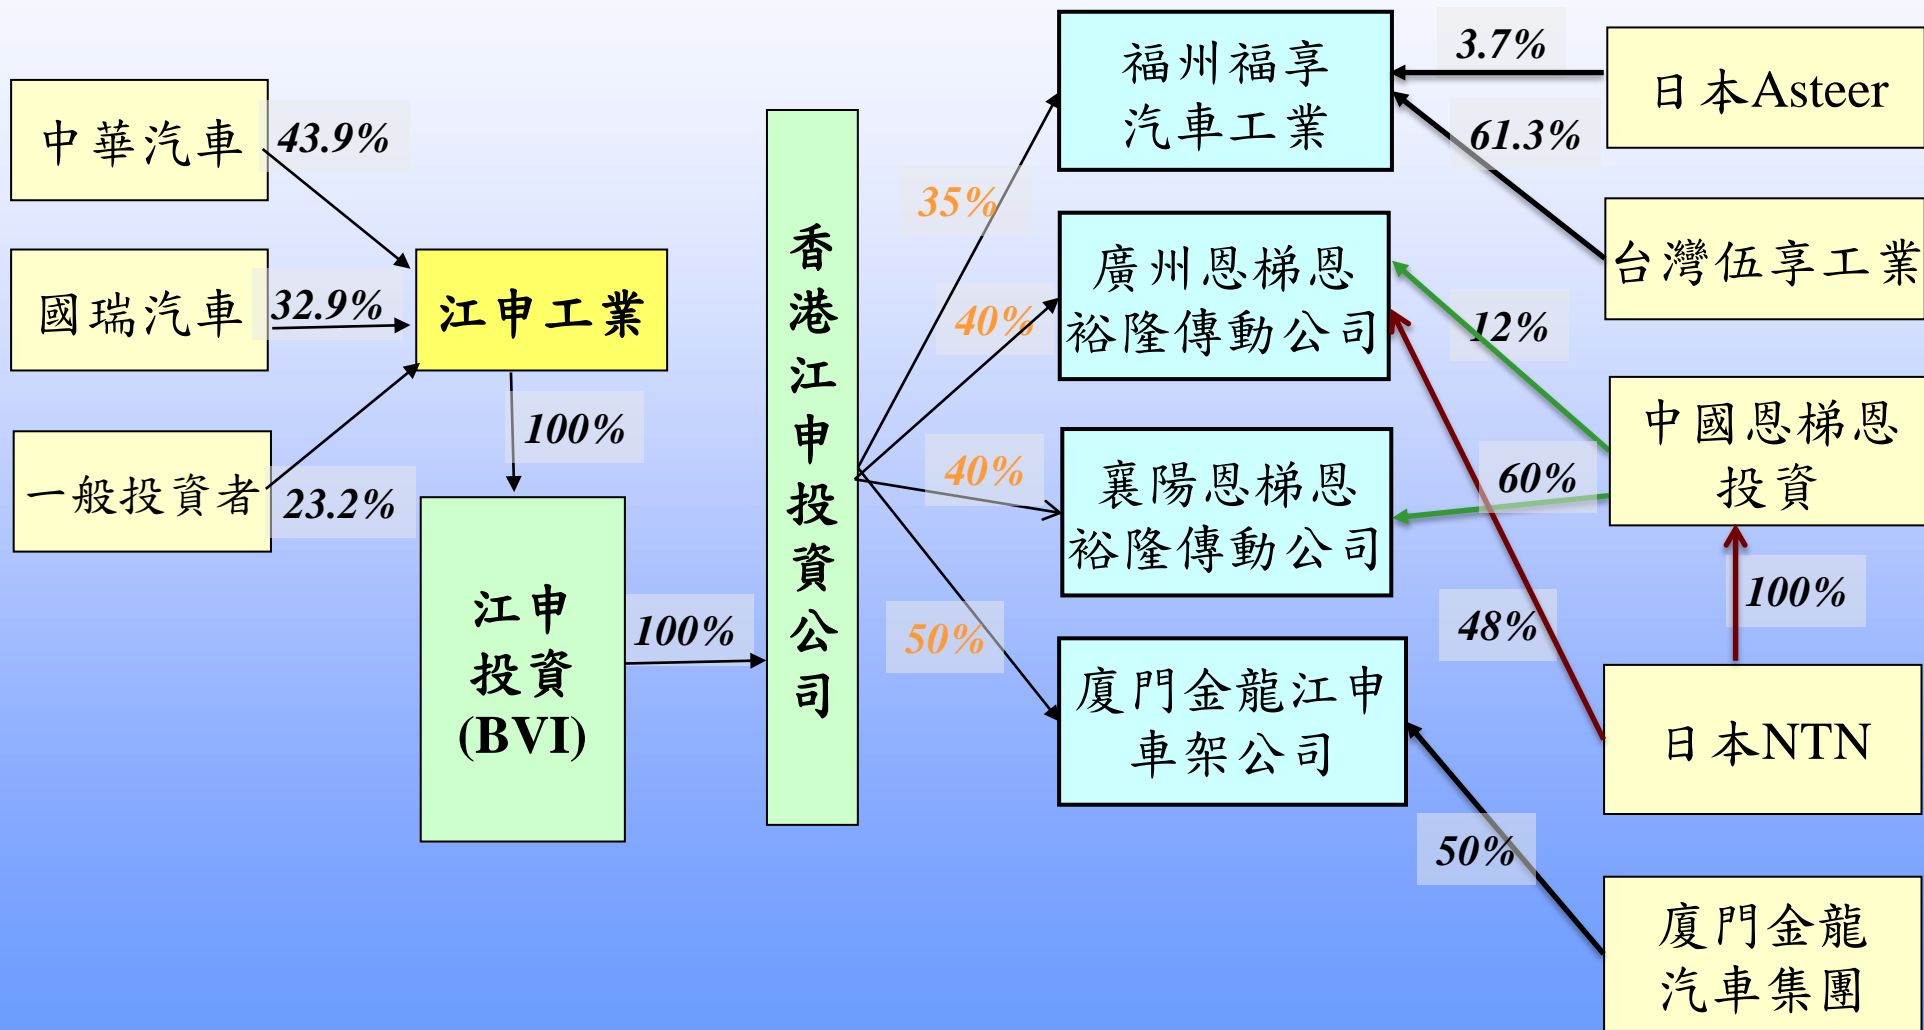 中華汽車
43.9%
國瑞汽車
32.9%
一般投資者
23.2%
江申工業
100%
江申
投資
(BVI)
100%
香港江申投資公司
35%
40%
40%
50%
福州福享
汽車工業
廣州恩梯恩
裕隆傳動公司
襄陽恩梯恩
裕隆傳動公司
廈門金龍江申
車架公司
3.7%
61.3%
12%
60%
48%
100%
50%
日本Asteer
台灣伍享工業
中國恩梯恩
投資
日本NTN
廈門金龍
汽車集團